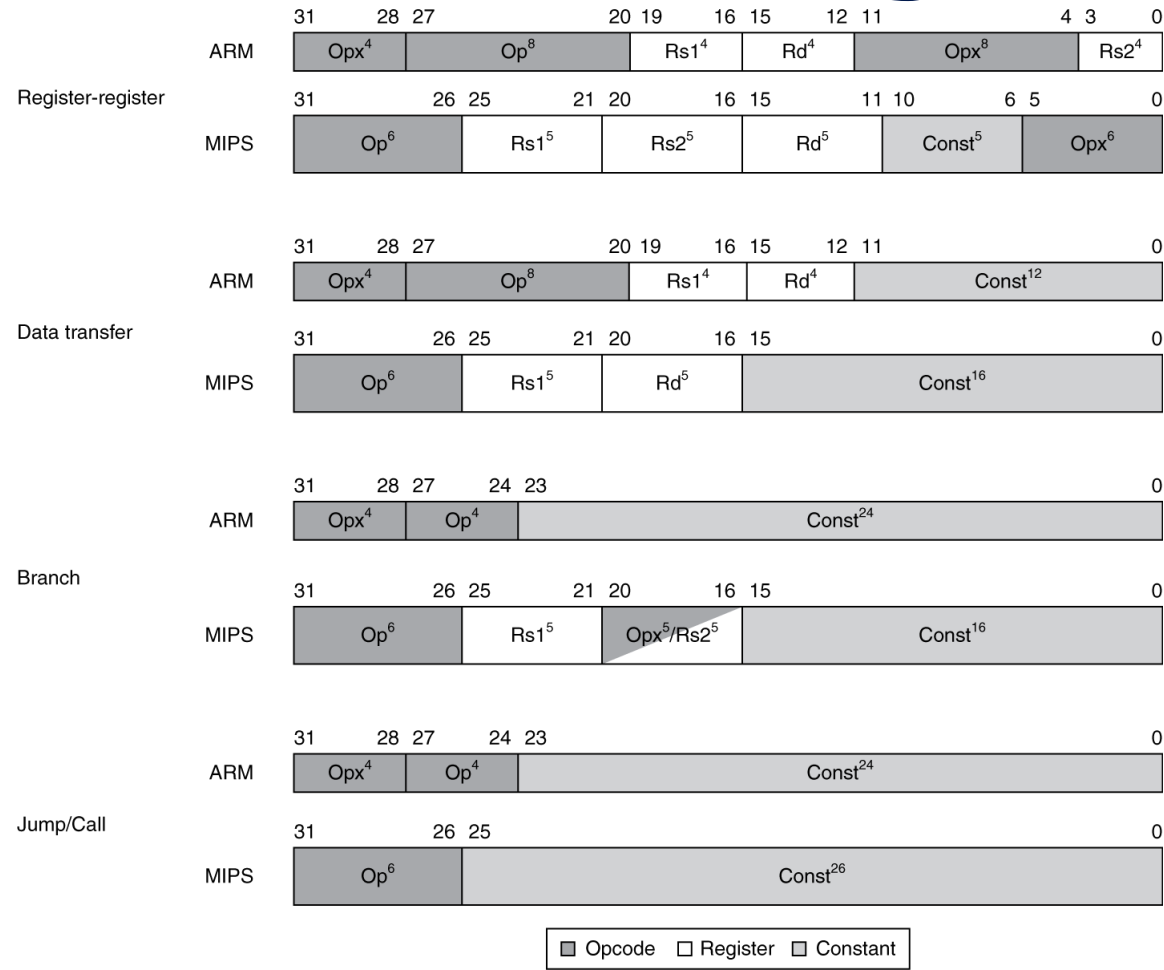 31 28 27 20 19 16 15 12 11 4 3 0
ARM Opx4 Op8 Rs14 Rd4 Opx8 Rs24
Register-register
31 26 25 21 20 16 15 11 10 6 5 0
MIPS Op6 Rs15 Rs25 Rd5 Const5 Opx6
31 28 27 20 19 16 15 12 11 0
ARM Opx4 Op8 Rs14 Rd4 Const12
Data transfer
31 26 25 21 20 16 15 0
MIPS Op6 Rs15 Rd5 Const16
31 28 27 24 23 0
ARM Opx4 Op4 Const24
Branch
31 26 25 21 20 16 15 0
MIPS Op6 Rs15 Opx5/Rs25 Const16
31 28 27 24 23 0
ARM Opx4 Op4 Const24
Jump/Call
31 26 25 0
MIPS Op6 Const26
Opcode Register Constant